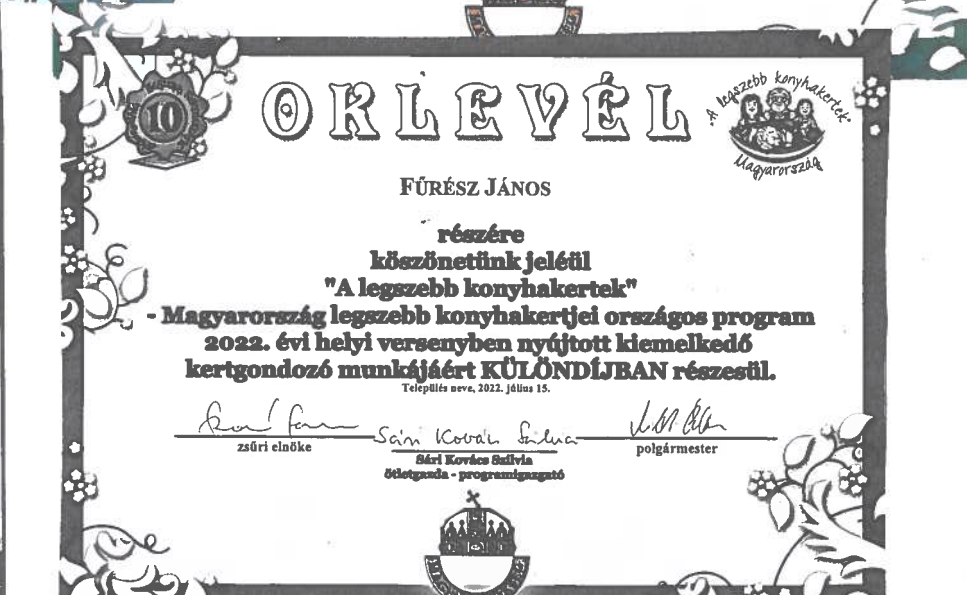 10
OKLEVÉL
"A legszebb konyhakertek"
Magyarország
FŰRÉSZ JÁNOS
részére
köszönetünk jeléül
"A legszebb konyhakertek"
- Magyarország legszebb konyhakertjei országos program
2022. évi helyi versenyben nyújtott kiemelkedő
kertgondozó munkájáért KÜLÖNDÍJBAN részesül.
Település neve, 2022. július 15.
Sári Kovács Szilvia
zsűri elnöke
polgármester
Sári Kovács Szilvia
ötletgazda - programigazgató